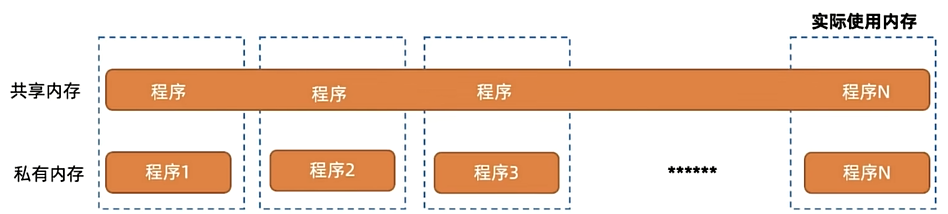 实际使用内存
共享内存 程序 程序 程序 程序N
私有内存 程序1 程序2 程序3 ****** 程序N